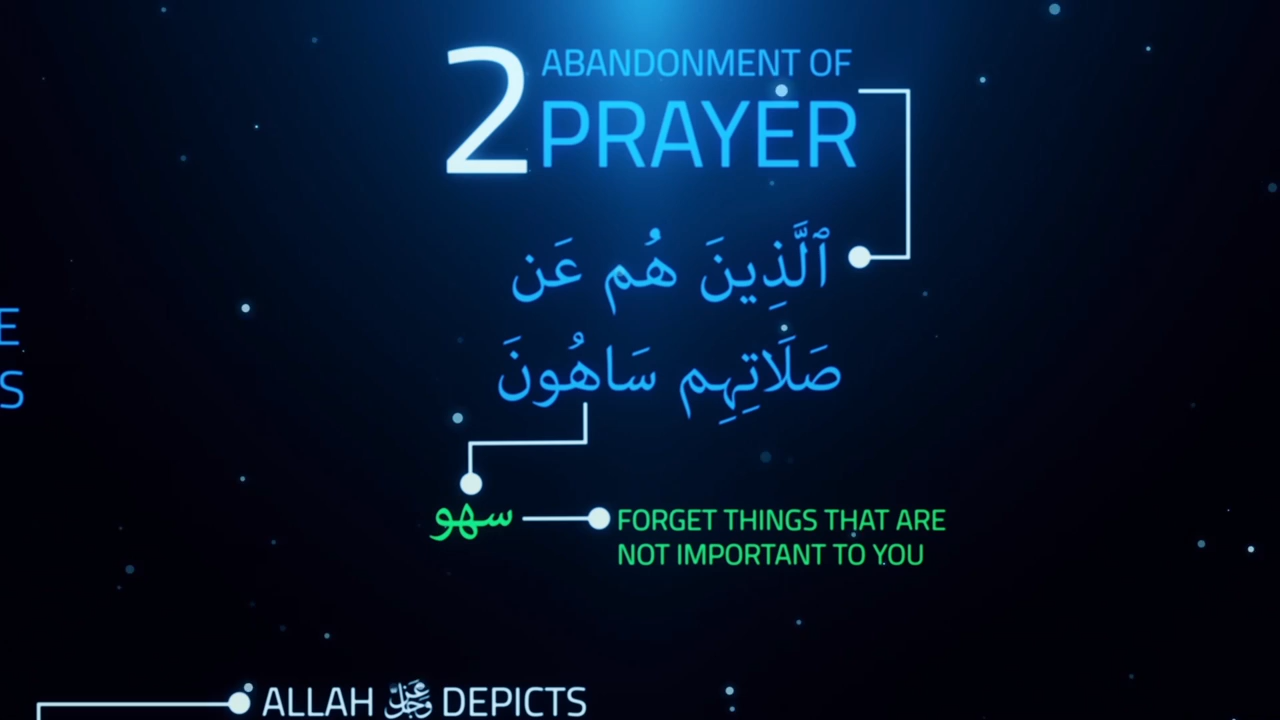 2 ABANDONMENT OF
PRAYER
ٱلَّذِينَ هُم عَن
صَلَاتِهِم سَاهُونَ
سهو
FORGET THINGS THAT ARE
NOT IMPORTANT TO YOU
ALLAH عَزَّ وَجَلَّ DEPICTS
E
S